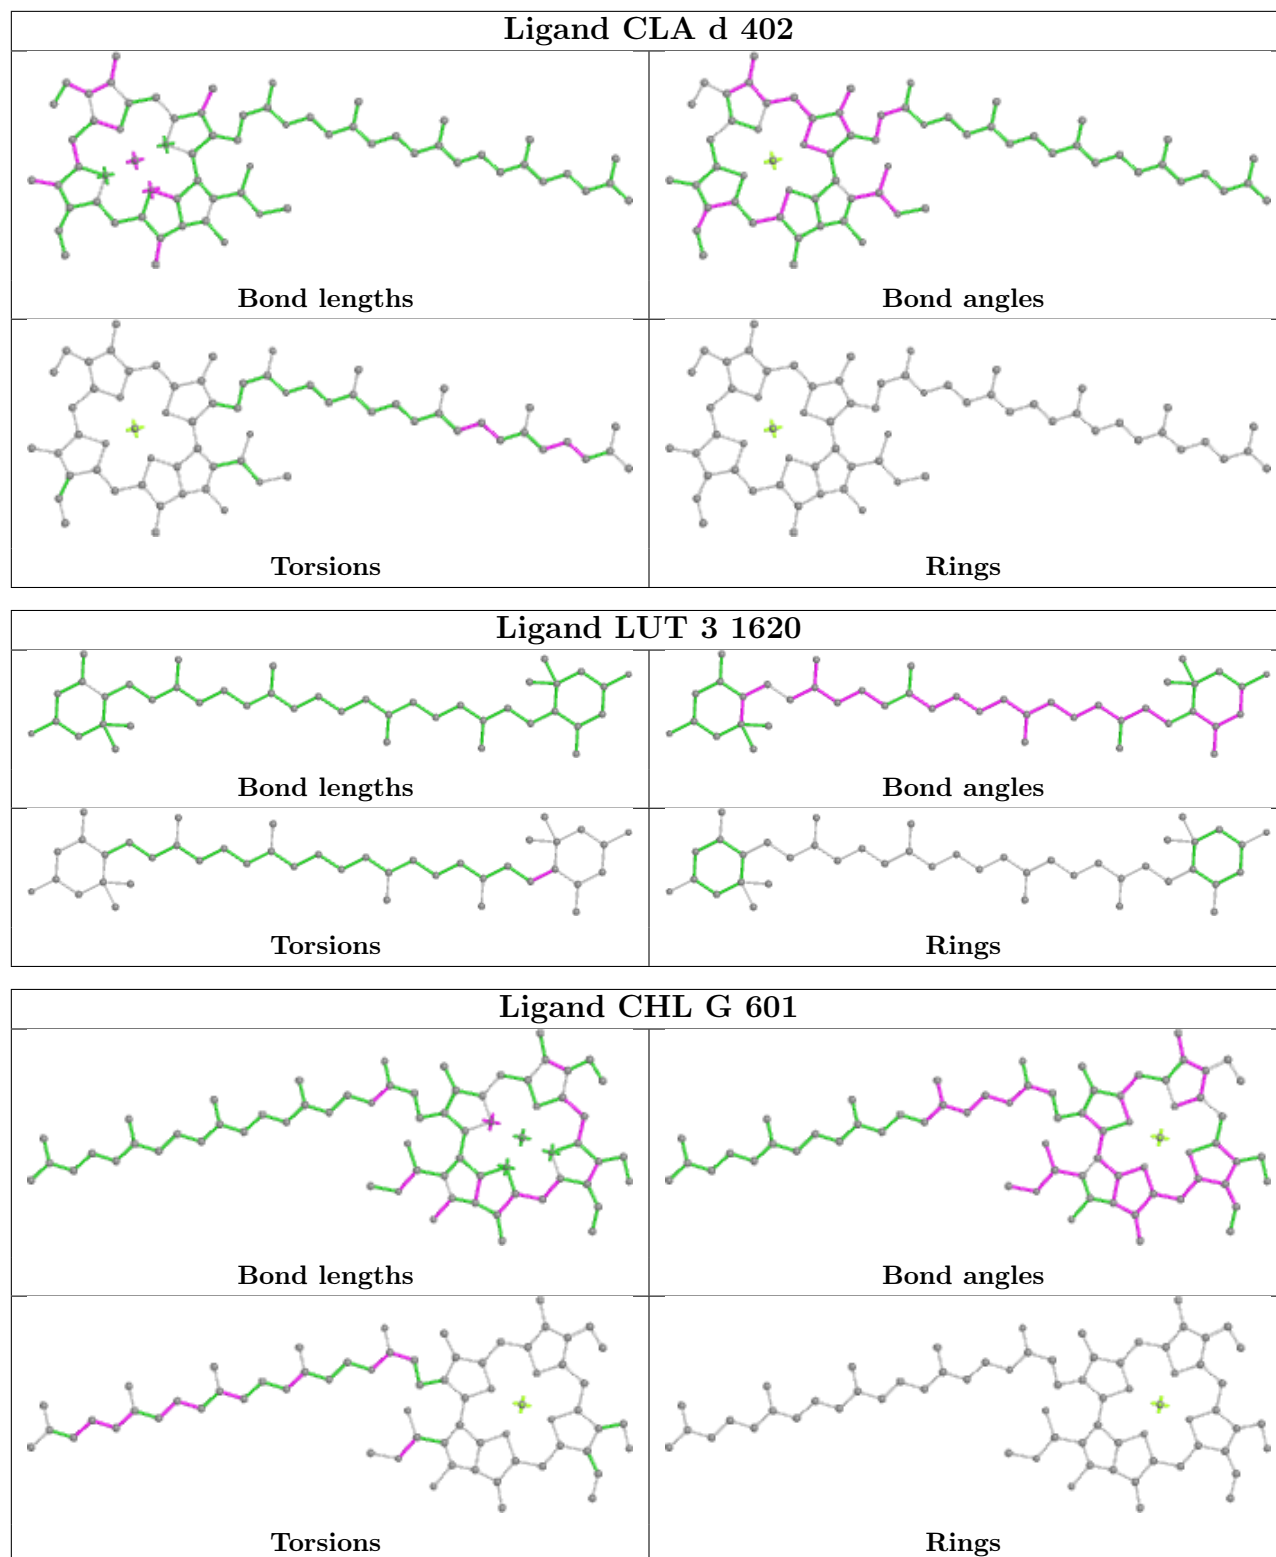 Ligand CLA d 402
Bond lengths
Bond angles
Torsions
Rings
Ligand LUT 3 1620
Bond lengths
Bond angles
Torsions
Rings
Ligand CHL G 601
Bond lengths
Bond angles
Torsions
Rings